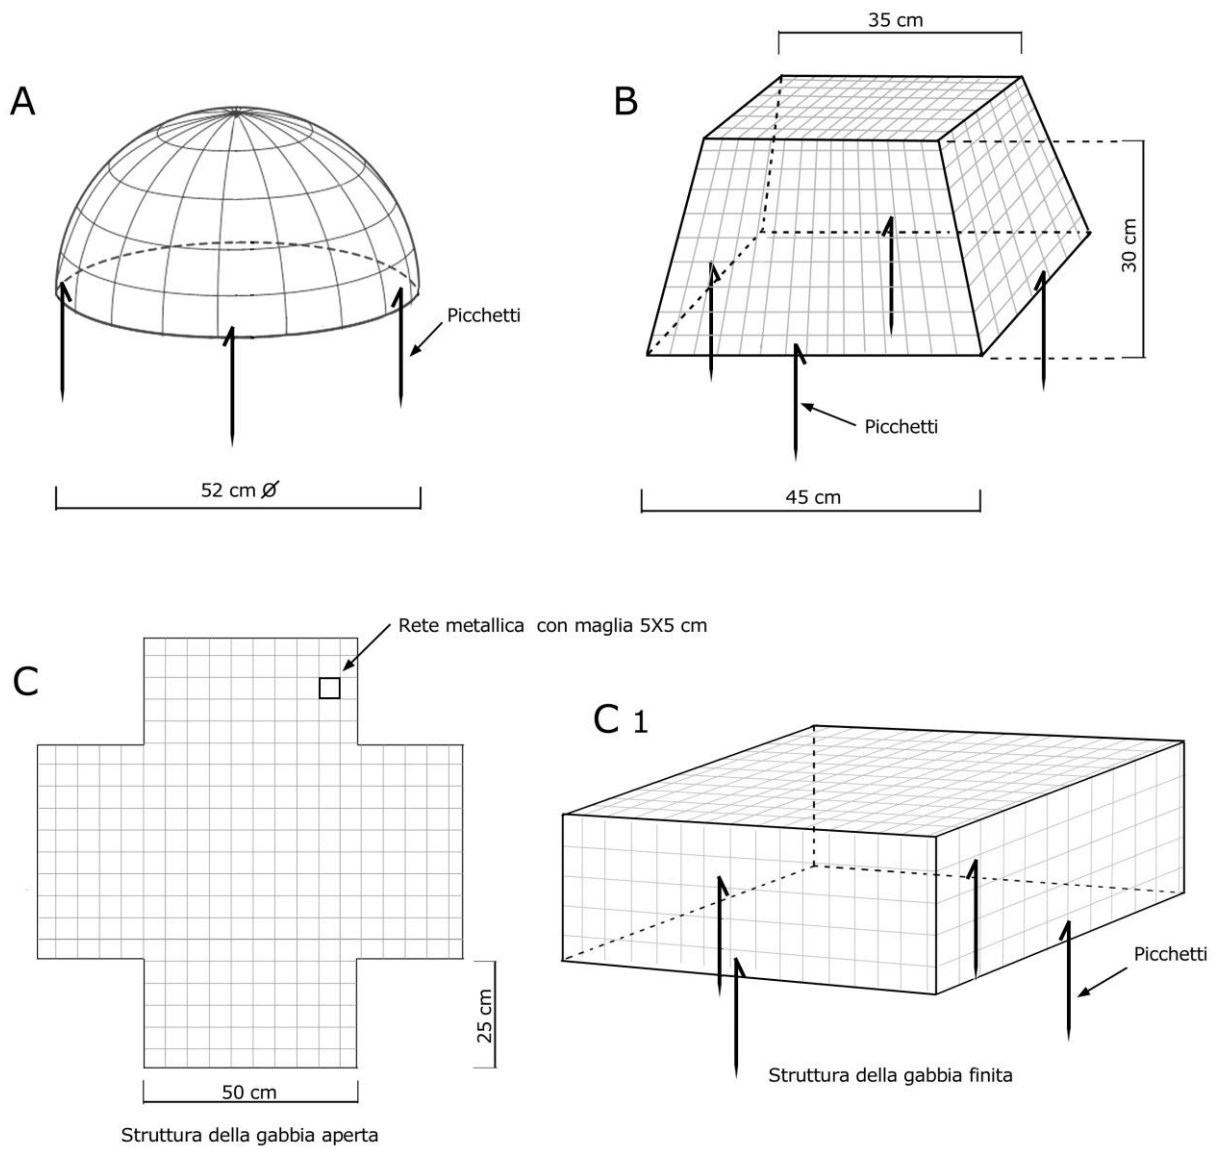 35 cm
A
B
30 cm
Picchetti
Picchetti
52 cm Ø
45 cm
Rete metallica con maglia 5X5 cm
C
C 1
Picchetti
25 cm
50 cm
Struttura della gabbia finita
Struttura della gabbia aperta